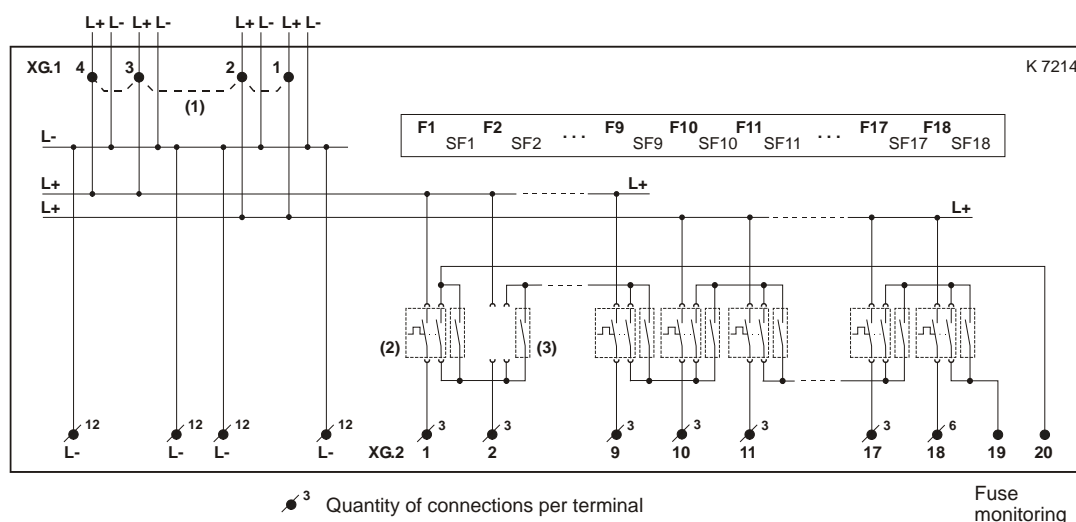 L+ L- L+ L- L+ L- L+ L-
XG.1 4 3 2 1 K 7214
(1)
F1 F2 ... F9 F10 F11 ... F17 F18
SF1 SF2 SF9 SF10 SF11 SF17 SF18
L-
L+ L+
L+ L+
(2) (3)
12 12 12 12 3 3 3 3 3 3 6
L- L- L- L- XG.2 1 2 9 10 11 17 18 19 20
3 Quantity of connections per terminal
Fuse
monitoring